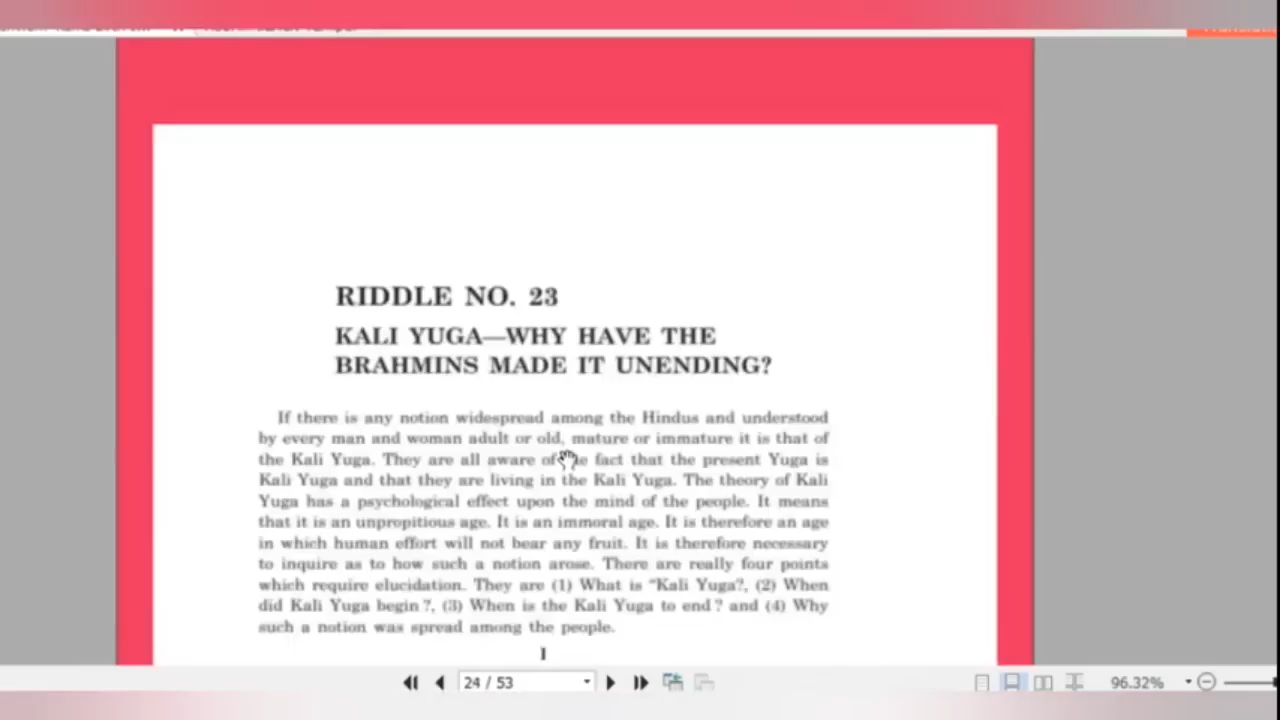 RIDDLE NO. 23
KALI YUGA—WHY HAVE THE
BRAHMINS MADE IT UNENDING?
If there is any notion widespread among the Hindus and understood
by every man and woman adult or old, mature or immature it is that of
the Kali Yuga. They are all aware of the fact that the present Yuga is
Kali Yuga and that they are living in the Kali Yuga. The theory of Kali
Yuga has a psychological effect upon the mind of the people. It means
that it is an unpropitious age. It is an immoral age. It is therefore an age
in which human effort will not bear any fruit. It is therefore necessary
to inquire as to how such a notion arose. There are really four points
which require elucidation. They are (1) What is “Kali Yuga?, (2) When
did Kali Yuga begin ?, (3) When is the Kali Yuga to end ? and (4) Why
such a notion was spread among the people.
I
24 / 53
96.32%